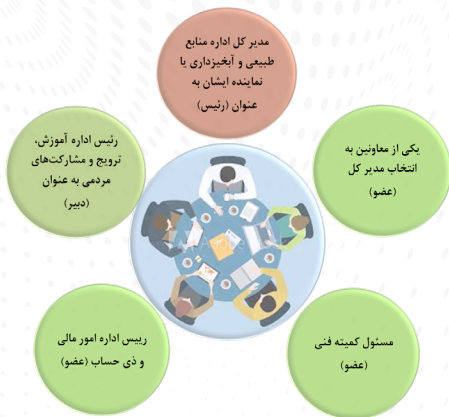 مدیر کل اداره منابع
طبیعی و آبخیزداری یا
نماینده ایشان به
عنوان (رئیس)
یکی از معاونین به
انتخاب مدیر کل
(عضو)
رئیس اداره آموزش،
ترویج و مشارکت‌های
مردمی به عنوان
(دبیر)
مسئول کمیته فنی
(عضو)
رییس اداره امور مالی
و ذی حساب (عضو)